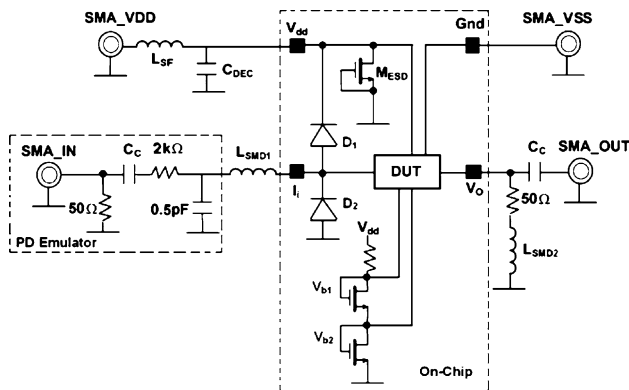 SMA_VDD
Vdd
Gnd
SMA_VSS
LSF
CDEC
MESD
D1
SMA_IN
CC
2kΩ
LSMD1
DUT
CC
SMA_OUT
Ii
VO
50Ω
0.5pF
D2
50Ω
PD Emulator
Vdd
LSMD2
Vb1
Vb2
On-Chip